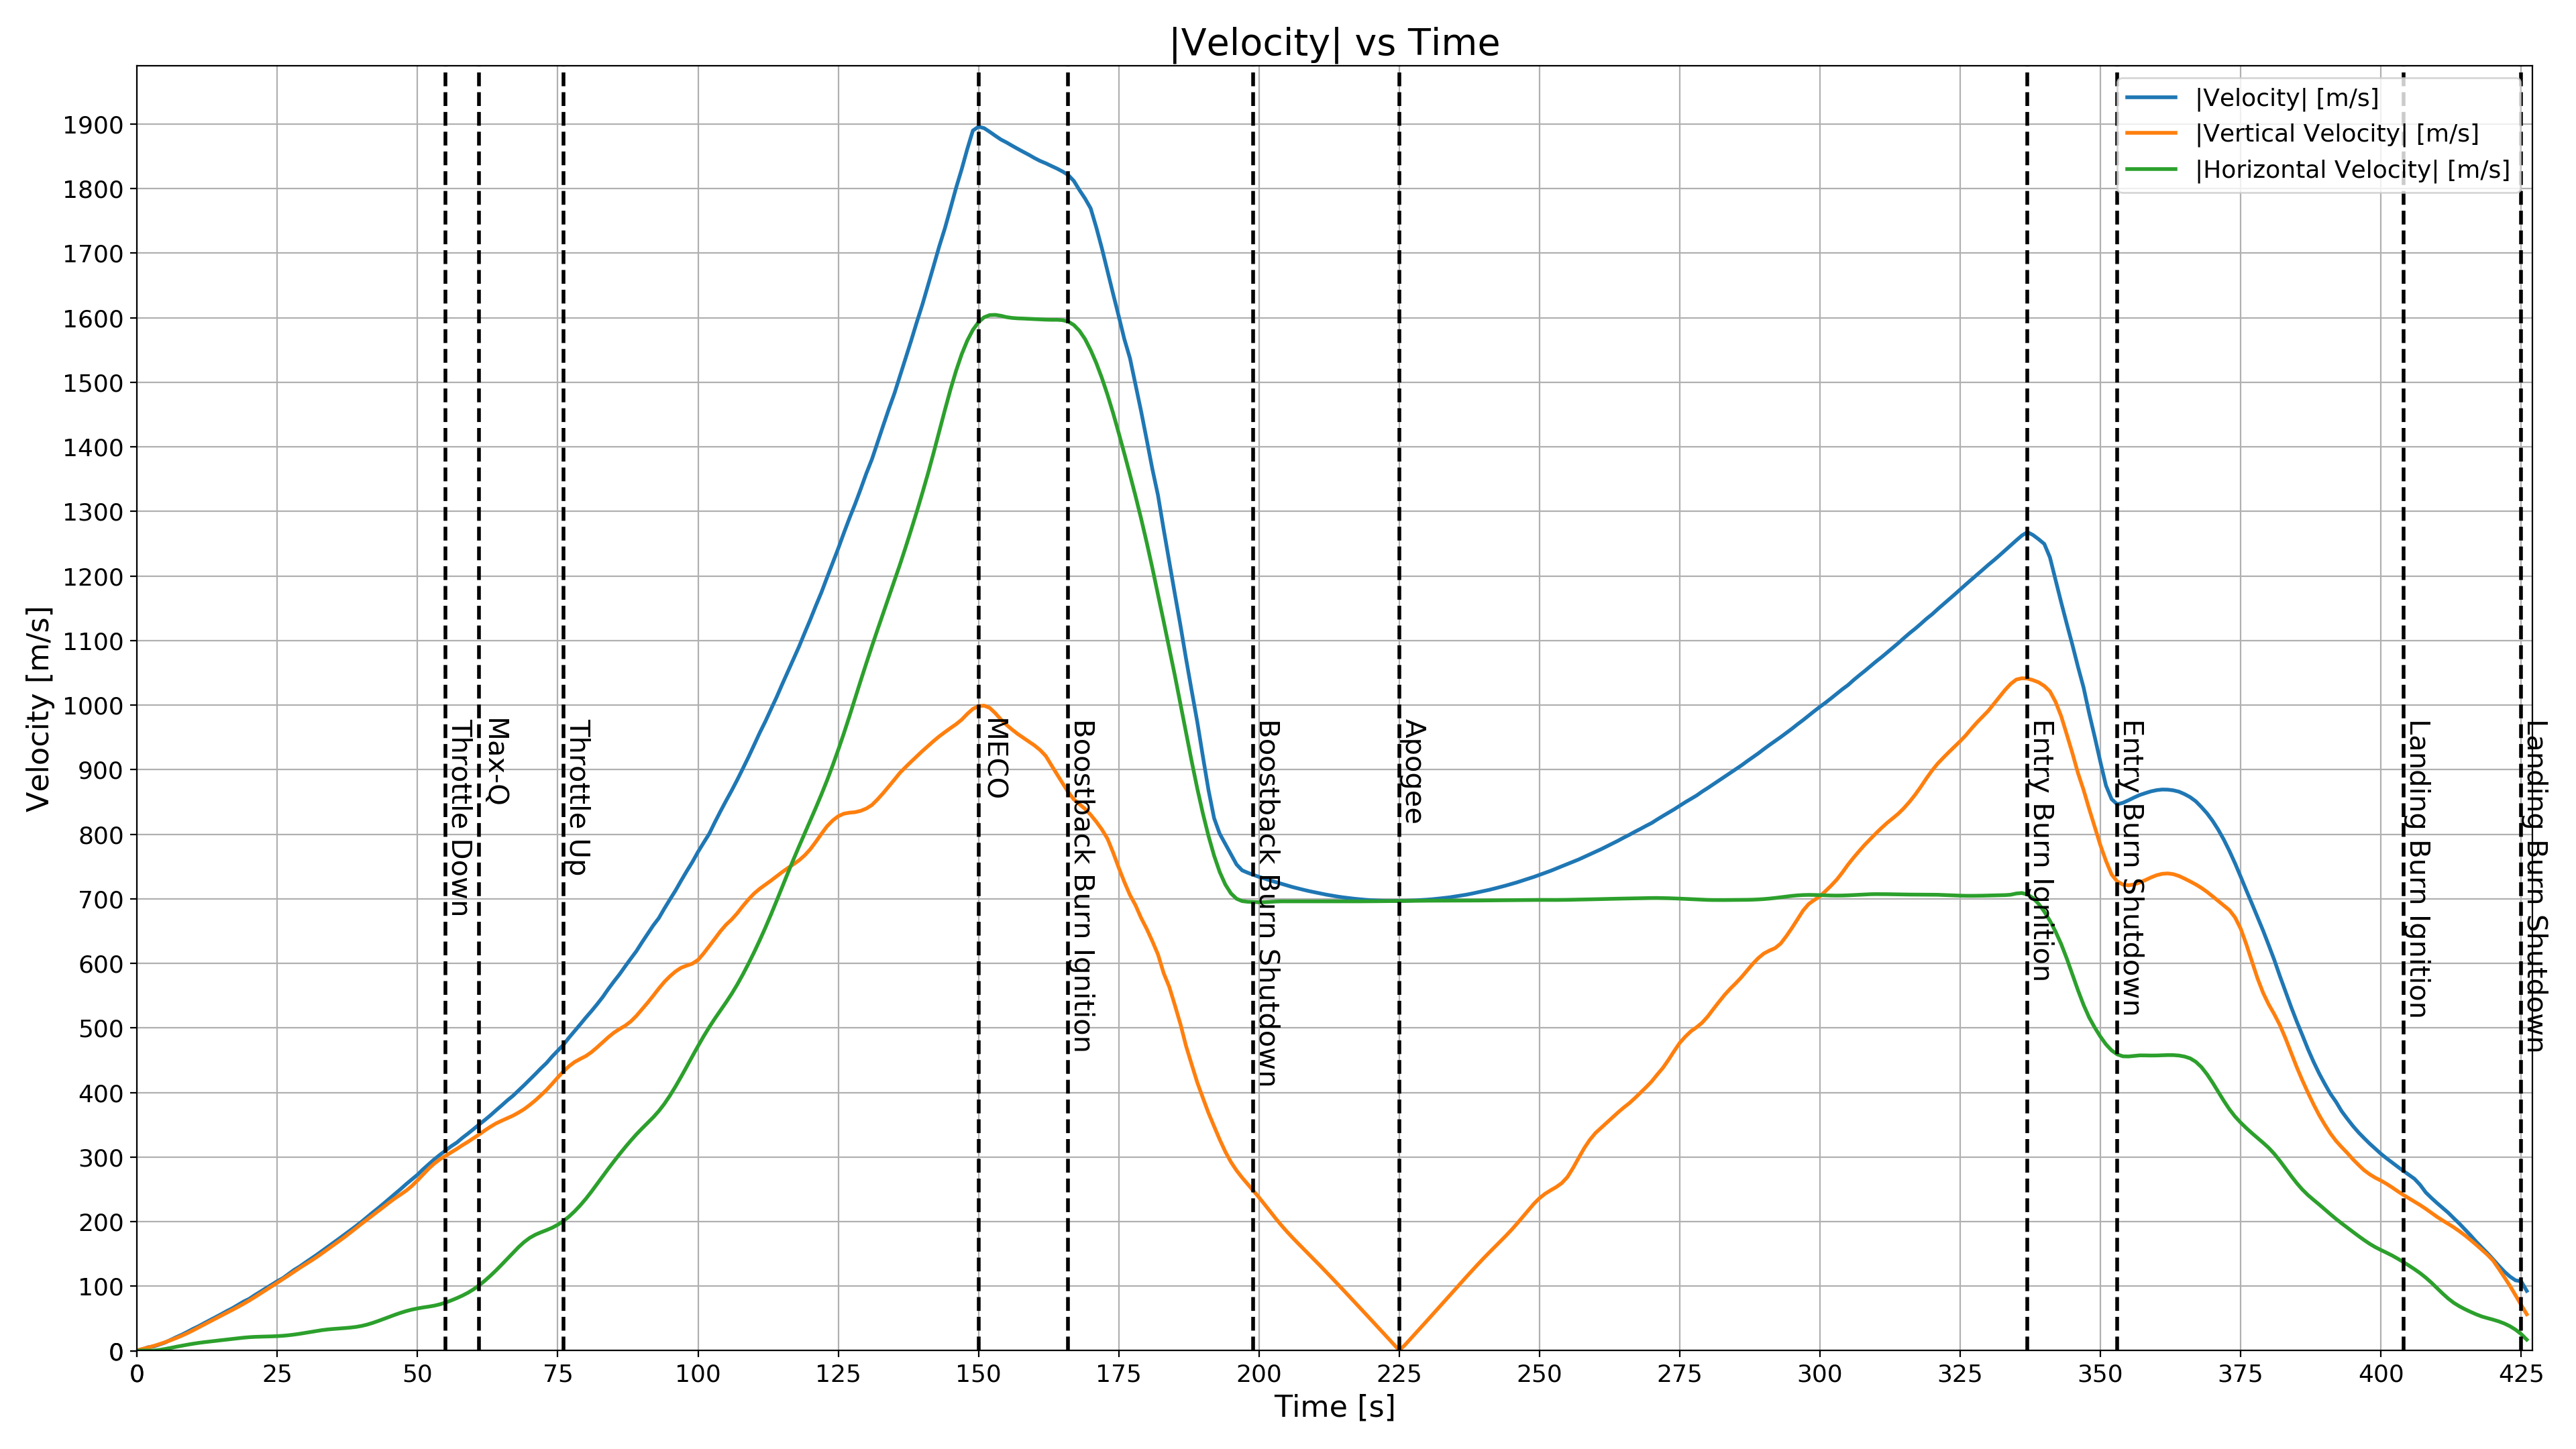 |Velocity| vs Time
|Velocity| [m/s]
|Vertical Velocity| [m/s]
|Horizontal Velocity| [m/s]
Velocity [m/s]
1900
1800
1700
1600
1500
1400
1300
1200
1100
1000
900
800
700
600
500
400
300
200
100
0
Throttle Down
Max-Q
Throttle Up
MECO
Boostback Burn Ignition
Boostback Burn Shutdown
Apogee
Entry Burn Ignition
Entry Burn Shutdown
Landing Burn Ignition
Landing Burn Shutdown
0 25 50 75 100 125 150 175 200 225 250 275 300 325 350 375 400 425
Time [s]